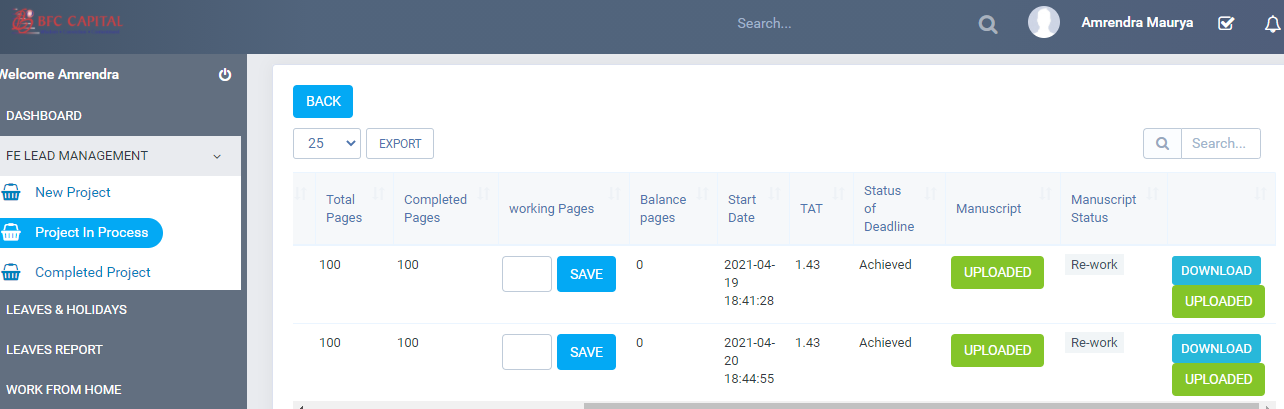 BFC CAPITAL
Search...
Amrendra Maurya
Welcome Amrendra
DASHBOARD
FE LEAD MANAGEMENT
New Project
Project In Process
Completed Project
LEAVES & HOLIDAYS
LEAVES REPORT
WORK FROM HOME
BACK
25
EXPORT
Search...
Total
Pages
Completed
Pages
working Pages
Balance
pages
Start
Date
TAT
Status
of
Deadline
Manuscript
Manuscript
Status
100
100
SAVE
0
2021-04-
19
18:41:28
1.43
Achieved
UPLOADED
Re-work
DOWNLOAD
UPLOADED
100
100
SAVE
0
2021-04-
20
18:44:55
1.43
Achieved
UPLOADED
Re-work
DOWNLOAD
UPLOADED